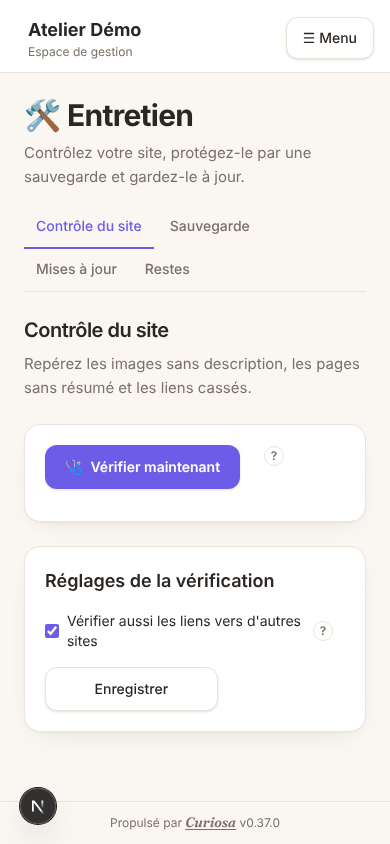 Atelier Démo
Espace de gestion
☰ Menu
🛠️ Entretien
Contrôlez votre site, protégez-le par une
sauvegarde et gardez-le à jour.
Contrôle du site
Sauvegarde
Mises à jour
Restes
Contrôle du site
Repérez les images sans description, les pages
sans résumé et les liens cassés.
🩺 Vérifier maintenant
?
Réglages de la vérification
Vérifier aussi les liens vers d'autres
sites
?
Enregistrer
N
Propulsé par Curiosa v0.37.0